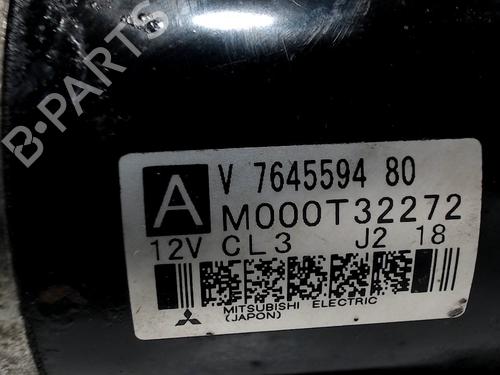 B-PARTS
A
V 7645594 80
M000T32272
12V CL3 J2 18
MITSUBISHI ELECTRIC
(JAPON)